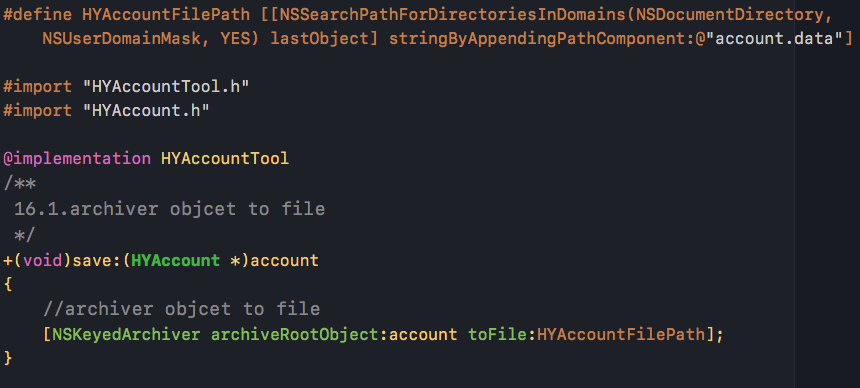 #define HYAccountFilePath [[NSSearchPathForDirectoriesInDomains(NSDocumentDirectory,
NSUserDomainMask, YES) lastObject] stringByAppendingPathComponent:@"account.data"]
#import "HYAccountTool.h"
#import "HYAccount.h"
@implementation HYAccountTool
/**
16.1.archiver objcet to file
*/
+(void)save:(HYAccount *)account
{
//archiver objcet to file
[NSKeyedArchiver archiveRootObject:account toFile:HYAccountFilePath];
}